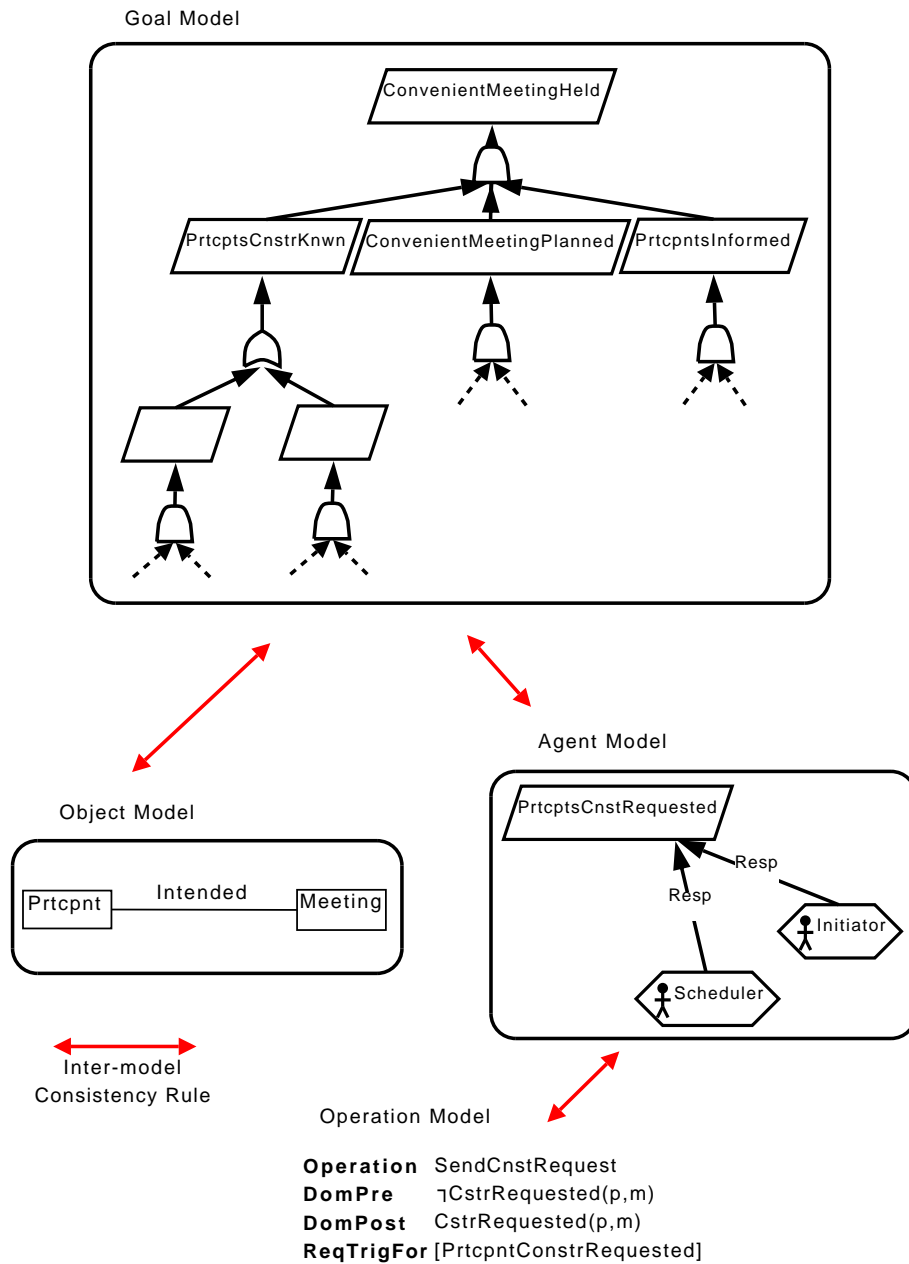 Goal Model
ConvenientMeetingHeld
PrtcptsCnstrKnwn
ConvenientMeetingPlanned
PrtcpntsInformed
Agent Model
PrtcptsCnstRequested
Resp
Resp
Initiator
Scheduler
Object Model
Prtcpnt
Intended
Meeting
Inter-model
Consistency Rule
Operation Model
Operation SendCnstRequest
DomPre ¬CstrRequested(p,m)
DomPost CstrRequested(p,m)
ReqTrigFor [PrtcpntConstrRequested]